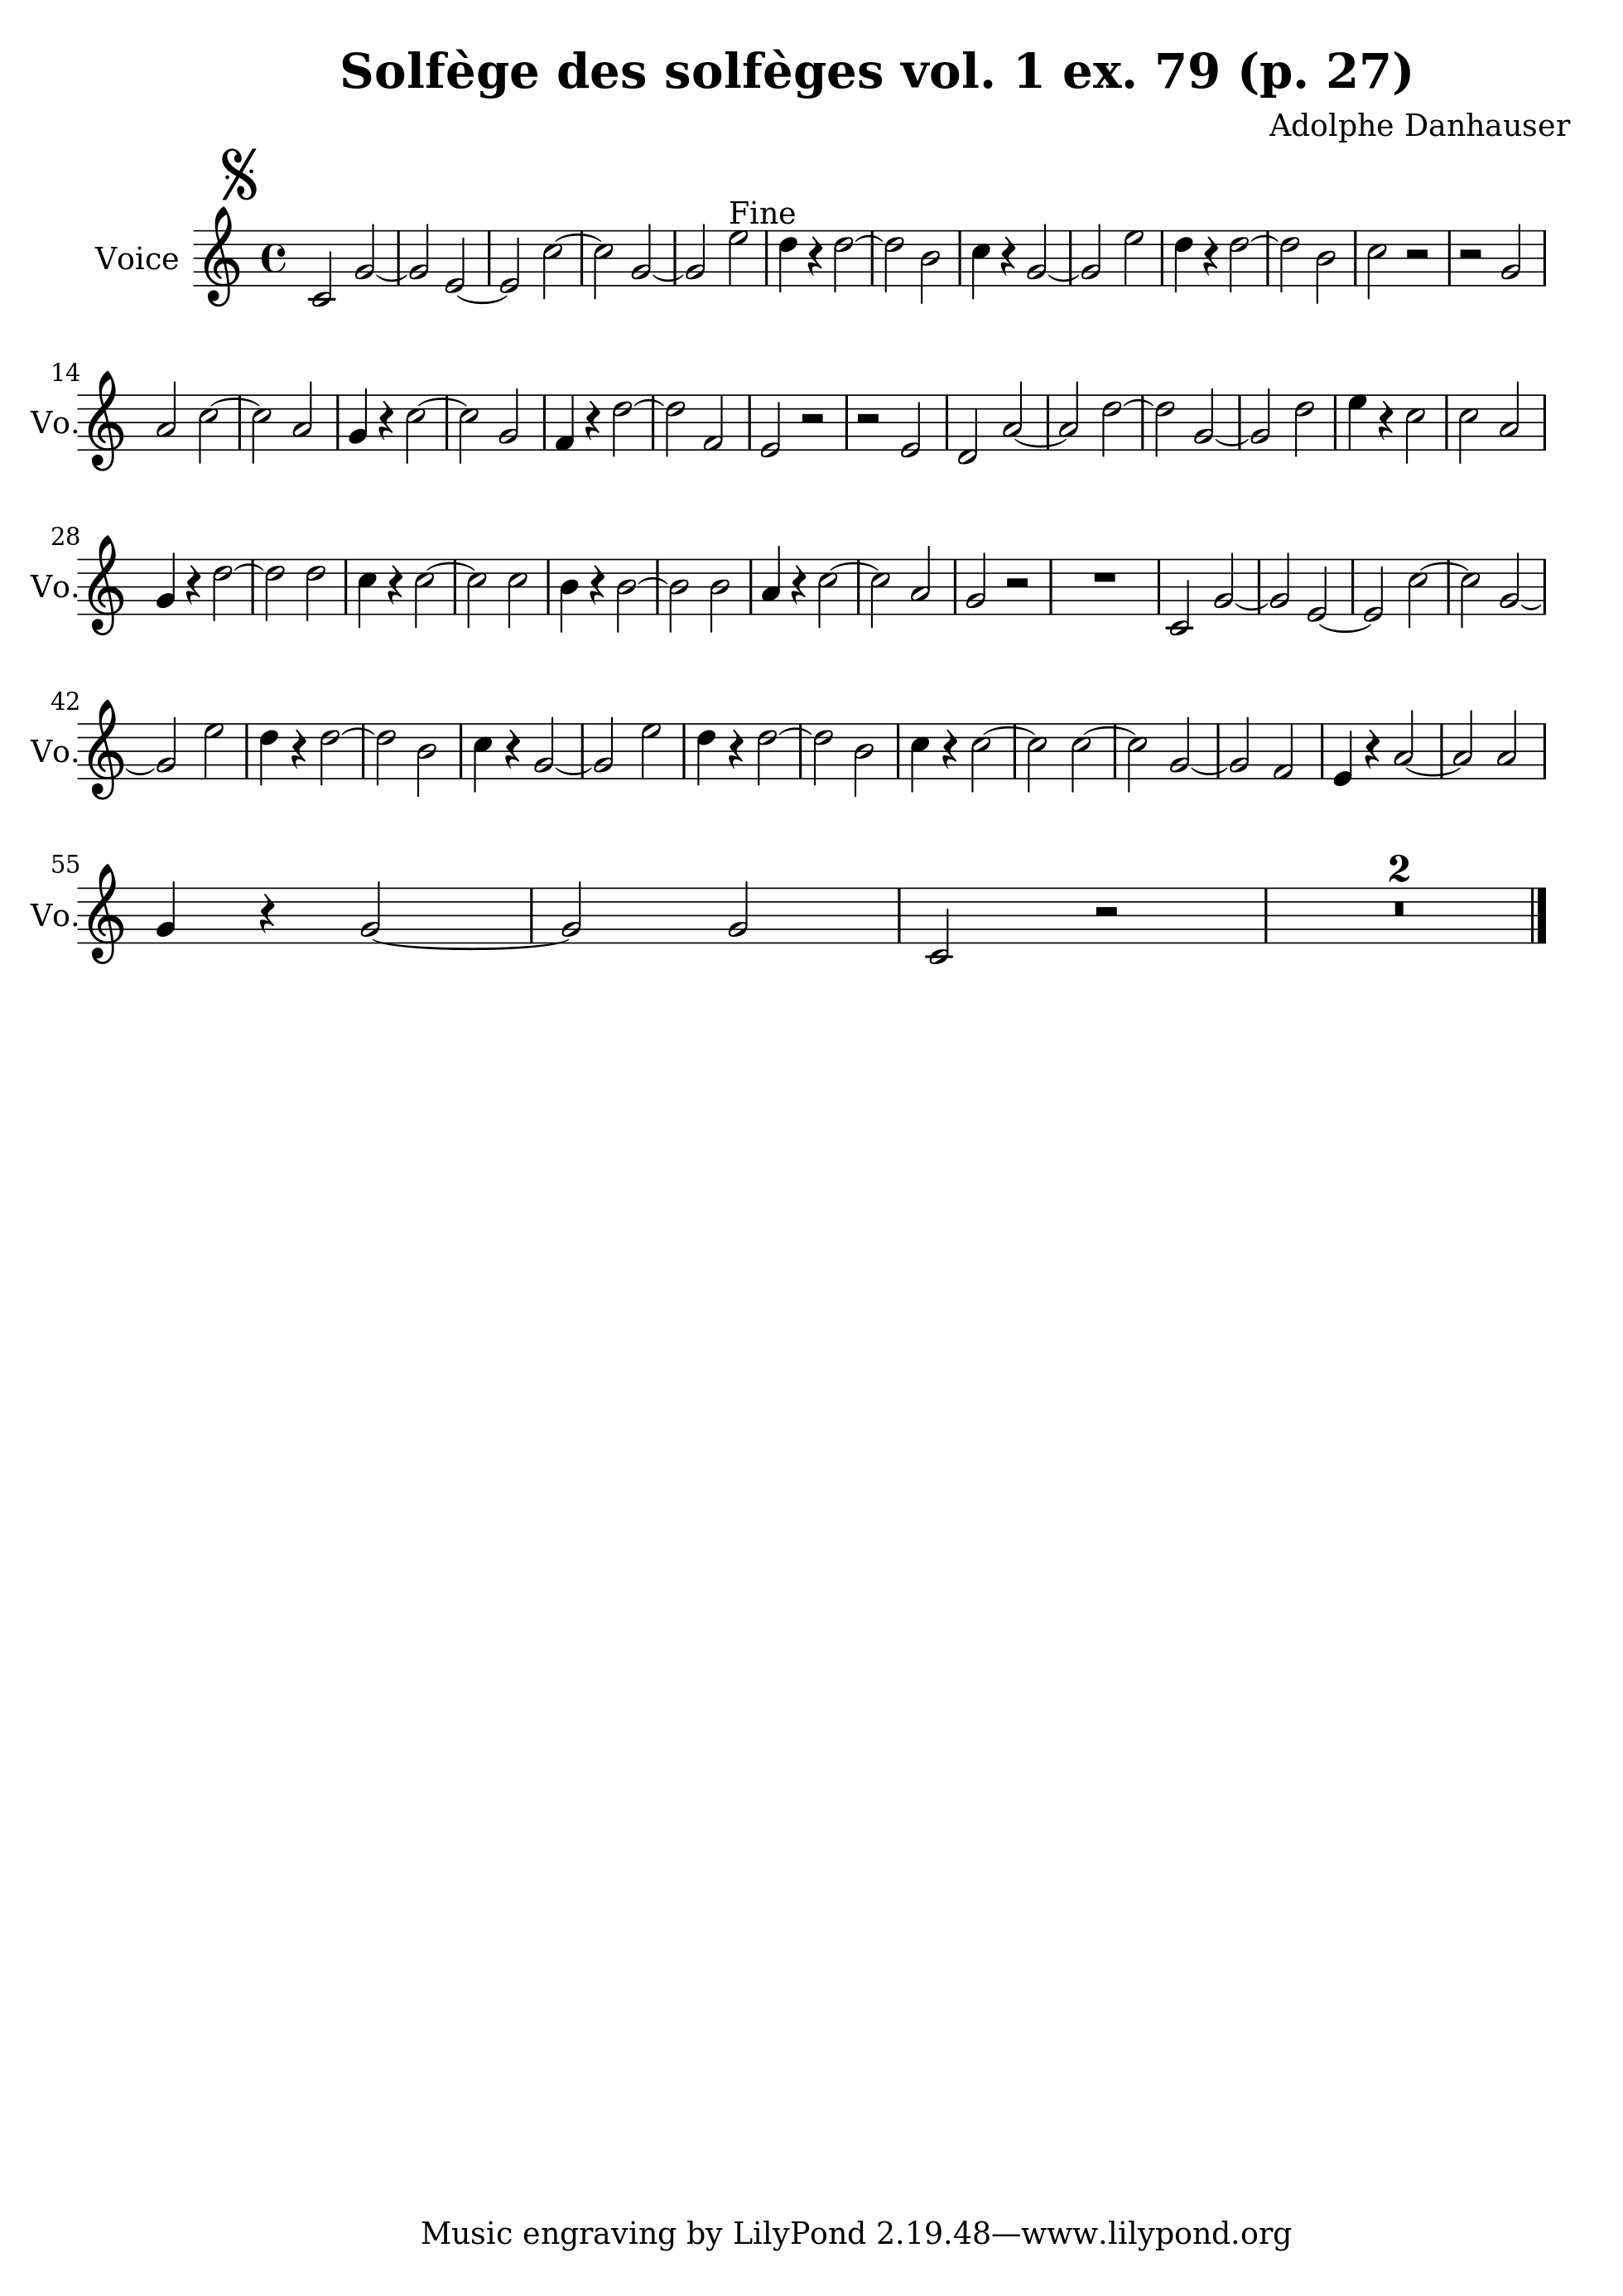 Solfège des solfèges vol. 1 ex. 79 (p. 27)
Adolphe Danhauser
Fine
Voice
14
Vo.
28
Vo.
42
Vo.
55
2
Vo.
Music engraving by LilyPond 2.19.48—www.lilypond.org